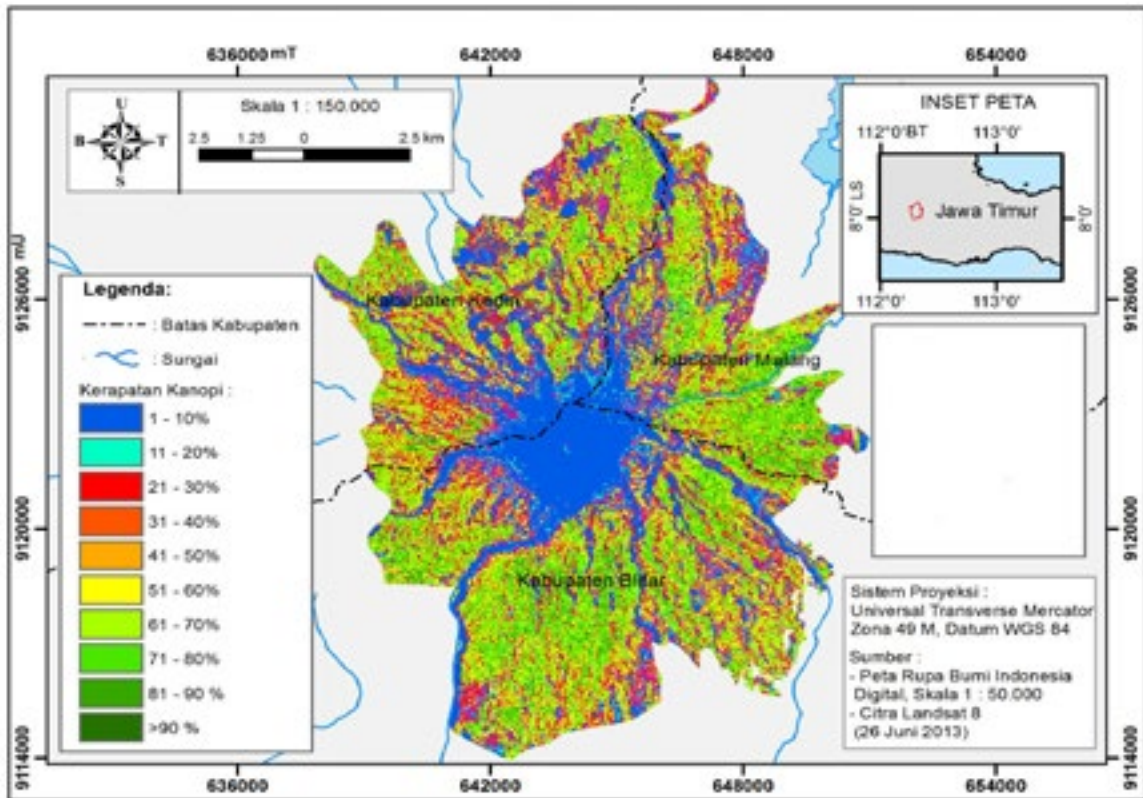 636000 mT 642000 648000 654000
U
B T
S
Skala 1 : 150.000
2.5 1.25 0 2.5 km
INSET PETA
112°0'BT 113°0'
8°0' LS
Jawa Timur
8°0'
112°0' 113°0'
9126000 mU
9126000
Legenda:
: Batas Kabupaten
: Sungai
Kerapatan Kanopi :
1 - 10%
11 - 20%
21 - 30%
31 - 40%
41 - 50%
51 - 60%
61 - 70%
71 - 80%
81 - 90 %
>90 %
Kabupaten Kediri
Kabupaten Malang
Kabupaten Blitar
9120000
9120000
Sistem Proyeksi :
Universal Transverse Mercator
Zona 49 M, Datum WGS 84
Sumber :
- Peta Rupa Bumi Indonesia
Digital, Skala 1 : 50.000
- Citra Landsat 8
(26 Juni 2013)
9114000
9114000
636000 642000 648000 654000